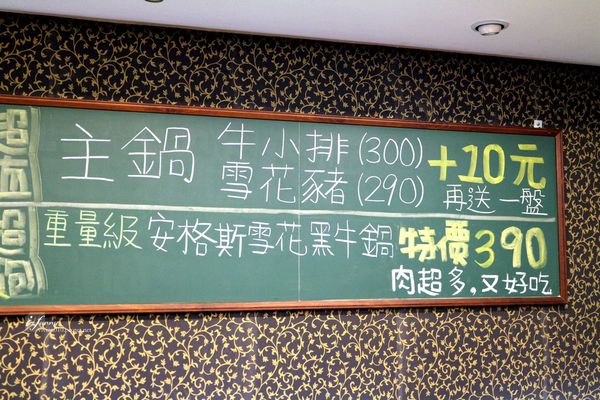 主鍋 牛小排(300) +10元
雪花豬(290) 再送一盤
重量級 安格斯雪花黑牛鍋 特價390
肉超多,又好吃